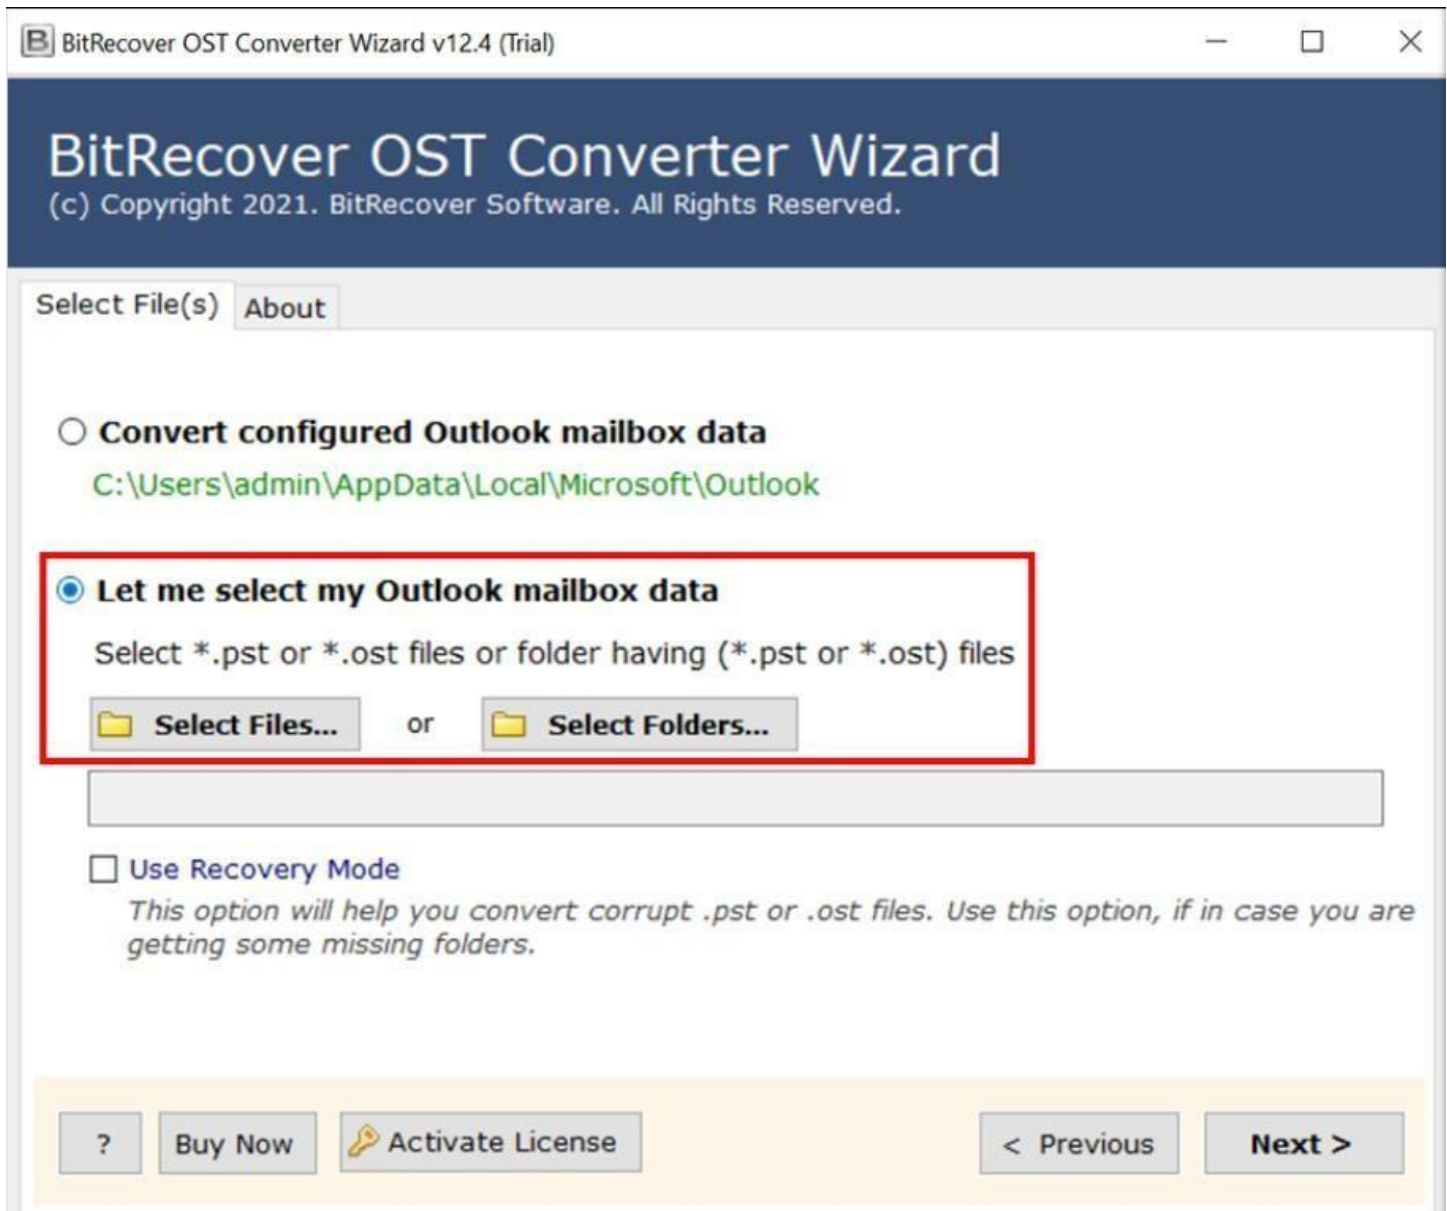 BitRecover OST Converter Wizard v12.4 (Trial)
BitRecover OST Converter Wizard
(c) Copyright 2021. BitRecover Software. All Rights Reserved.
Select File(s) About
Convert configured Outlook mailbox data
C:\Users\admin\AppData\Local\Microsoft\Outlook
Let me select my Outlook mailbox data
Select *.pst or *.ost files or folder having (*.pst or *.ost) files
Select Files... or Select Folders...
Use Recovery Mode
This option will help you convert corrupt .pst or .ost files. Use this option, if in case you are
getting some missing folders.
? Buy Now Activate License < Previous Next >